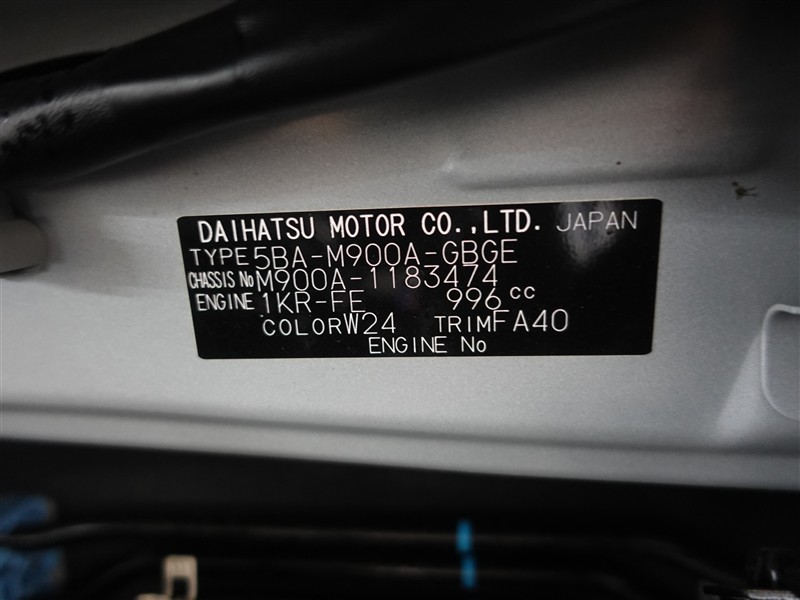 DAIHATSU MOTOR CO.,LTD. JAPAN
TYPE 5BA-M900A-GBGE
CHASSIS No M900A-1183474
ENGINE 1KR-FE 996 cc
COLOR W24 TRIM FA40
ENGINE No